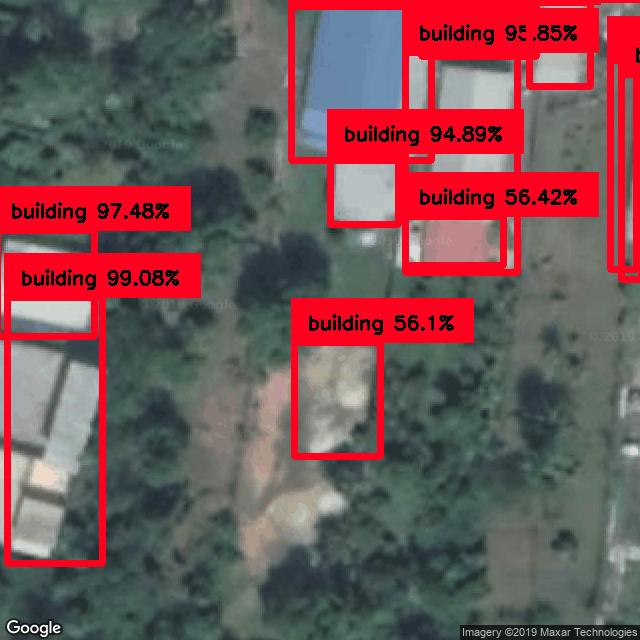 building 95.85%
building 94.89%
building 56.42%
building 97.48%
building 99.08%
building 56.1%
Google
Imagery ©2019 Maxar Technologies